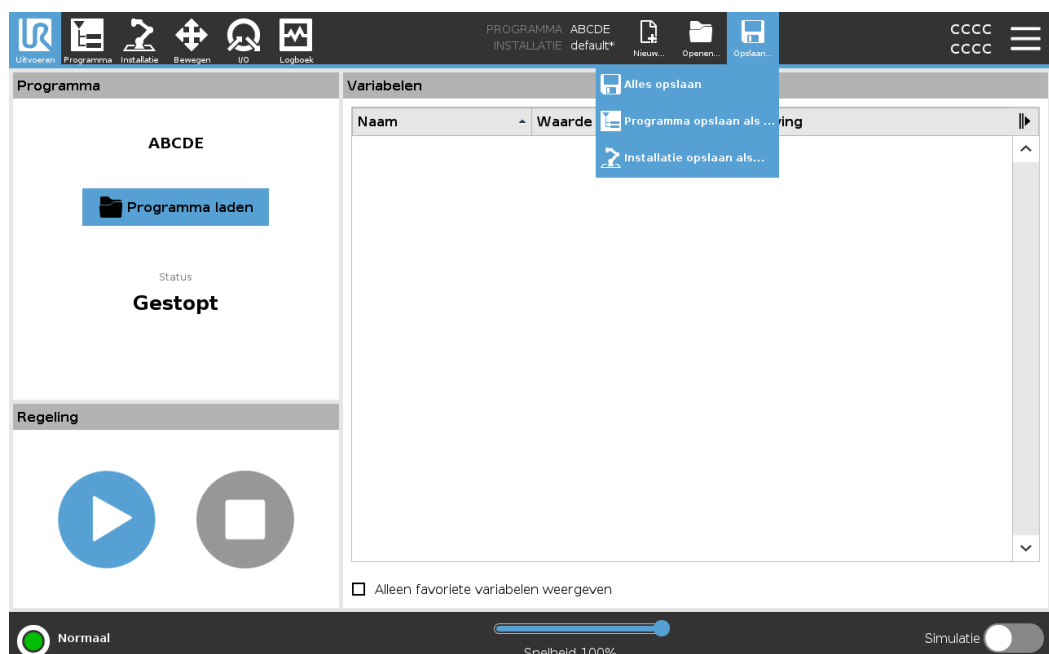 PROGRAMMA ABCDE
INSTALLATIE default*
CCCC
CCCC
Uitvoeren Programma Installatie Bewegen I/O Logboek
Nieuw... Openen... Opslaan...
Alles opslaan
Programma opslaan als ...
Installatie opslaan als...
Programma
ABCDE
Programma laden
Status
Gestopt
Variabelen
Naam Waarde
Alleen favoriete variabelen weergeven
Regeling
Normaal
Snelheid 100%
Simulatie